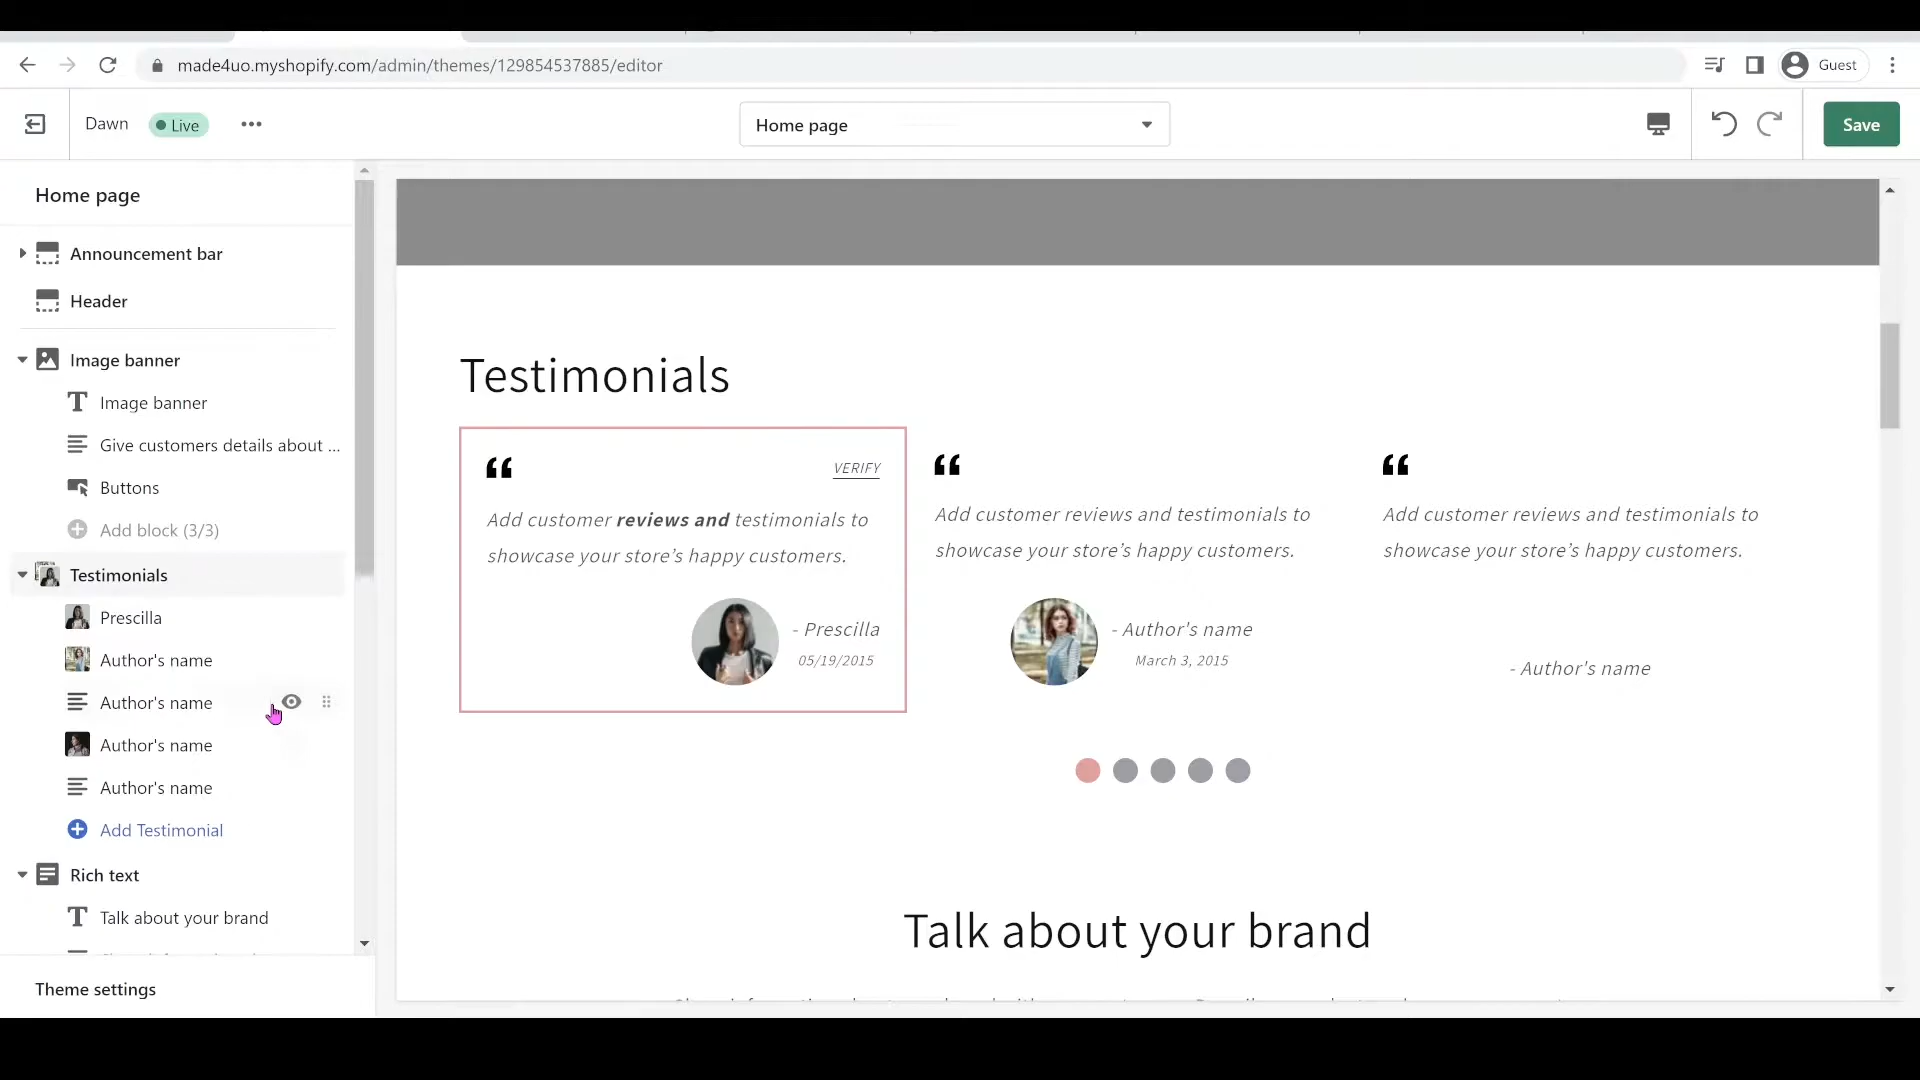 made4uo.myshopify.com/admin/themes/129854537885/editor
Guest
Dawn
Live
Home page
Save
Home page
Announcement bar
Header
Image banner
Image banner
Give customers details about ...
Buttons
Add block (3/3)
Testimonials
Prescilla
Author's name
Author's name
Author's name
Author's name
Add Testimonial
Rich text
Talk about your brand
Theme settings
Testimonials
“
VERIFY
Add customer reviews and testimonials to
showcase your store’s happy customers.
- Prescilla
05/19/2015
“
Add customer reviews and testimonials to
showcase your store’s happy customers.
- Author's name
March 3, 2015
“
Add customer reviews and testimonials to
showcase your store’s happy customers.
- Author's name
Talk about your brand